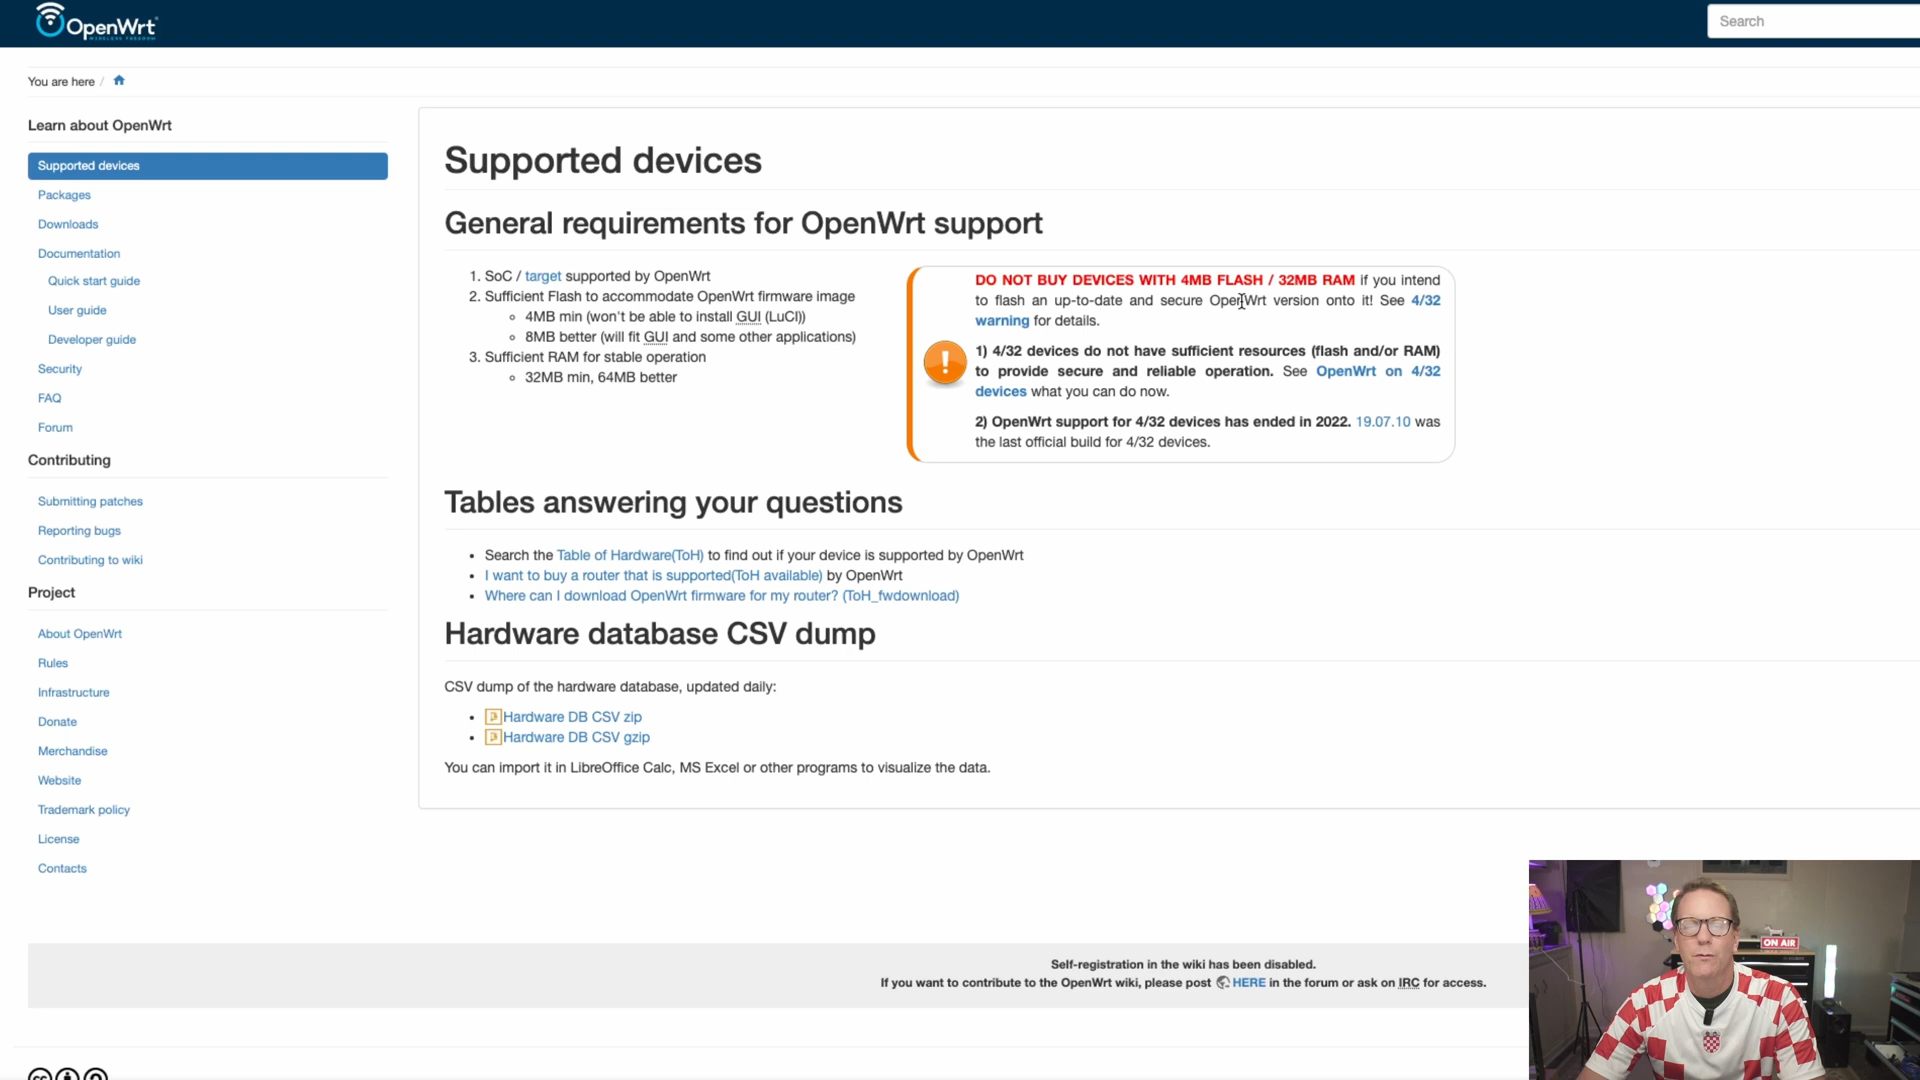 OpenWrt
WIRELESS FREEDOM
Search
You are here /
Learn about OpenWrt
Supported devices
Packages
Downloads
Documentation
Quick start guide
User guide
Developer guide
Security
FAQ
Forum
Contributing
Submitting patches
Reporting bugs
Contributing to wiki
Project
About OpenWrt
Rules
Infrastructure
Donate
Merchandise
Website
Trademark policy
License
Contacts
Supported devices
General requirements for OpenWrt support
1. SoC / target supported by OpenWrt
2. Sufficient Flash to accommodate OpenWrt firmware image
4MB min (won't be able to install GUI (LuCI))
8MB better (will fit GUI and some other applications)
3. Sufficient RAM for stable operation
32MB min, 64MB better
DO NOT BUY DEVICES WITH 4MB FLASH / 32MB RAM if you intend
to flash an up-to-date and secure OpenWrt version onto it! See 4/32
warning for details.
1) 4/32 devices do not have sufficient resources (flash and/or RAM)
to provide secure and reliable operation. See OpenWrt on 4/32
devices what you can do now.
2) OpenWrt support for 4/32 devices has ended in 2022. 19.07.10 was
the last official build for 4/32 devices.
Tables answering your questions
Search the Table of Hardware(ToH) to find out if your device is supported by OpenWrt
I want to buy a router that is supported(ToH available) by OpenWrt
Where can I download OpenWrt firmware for my router? (ToH_fwdownload)
Hardware database CSV dump
CSV dump of the hardware database, updated daily:
Hardware DB CSV zip
Hardware DB CSV gzip
You can import it in LibreOffice Calc, MS Excel or other programs to visualize the data.
Self-registration in the wiki has been disabled.
If you want to contribute to the OpenWrt wiki, please post HERE in the forum or ask on IRC for access.
ON AIR